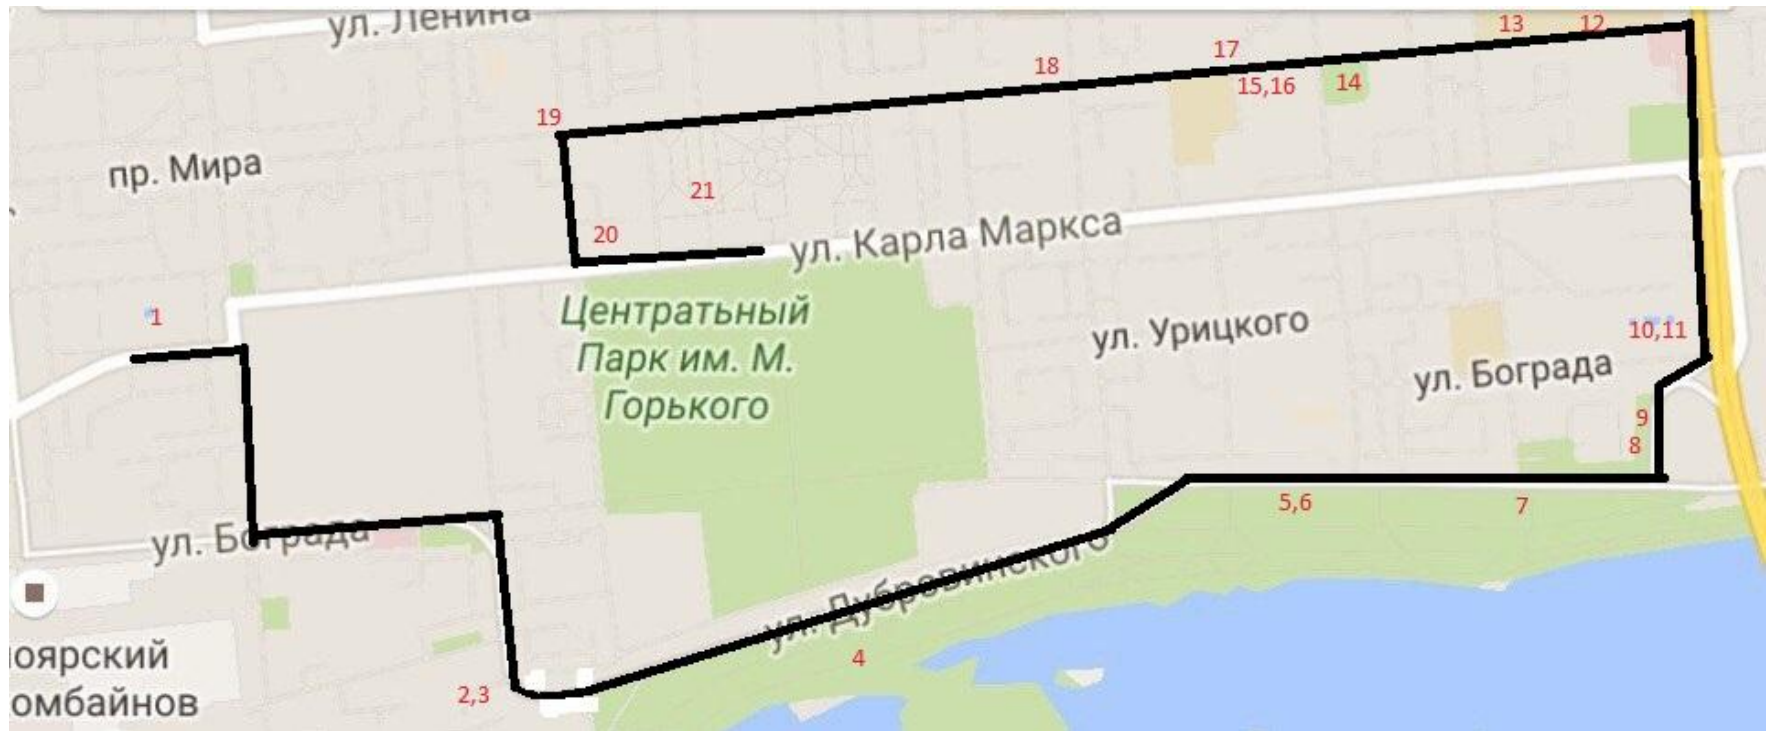 ул. Ленина
13
12
17
18
15,16
14
19
пр. Мира
21
20
ул. Карла Маркса
1
Центратьный
Парк им. М.
Горького
ул. Урицкого
10,11
ул. Бограда
9
8
5,6
7
ул. Бограда
ул. Дубровинского
4
оярский
омбайнов
2,3